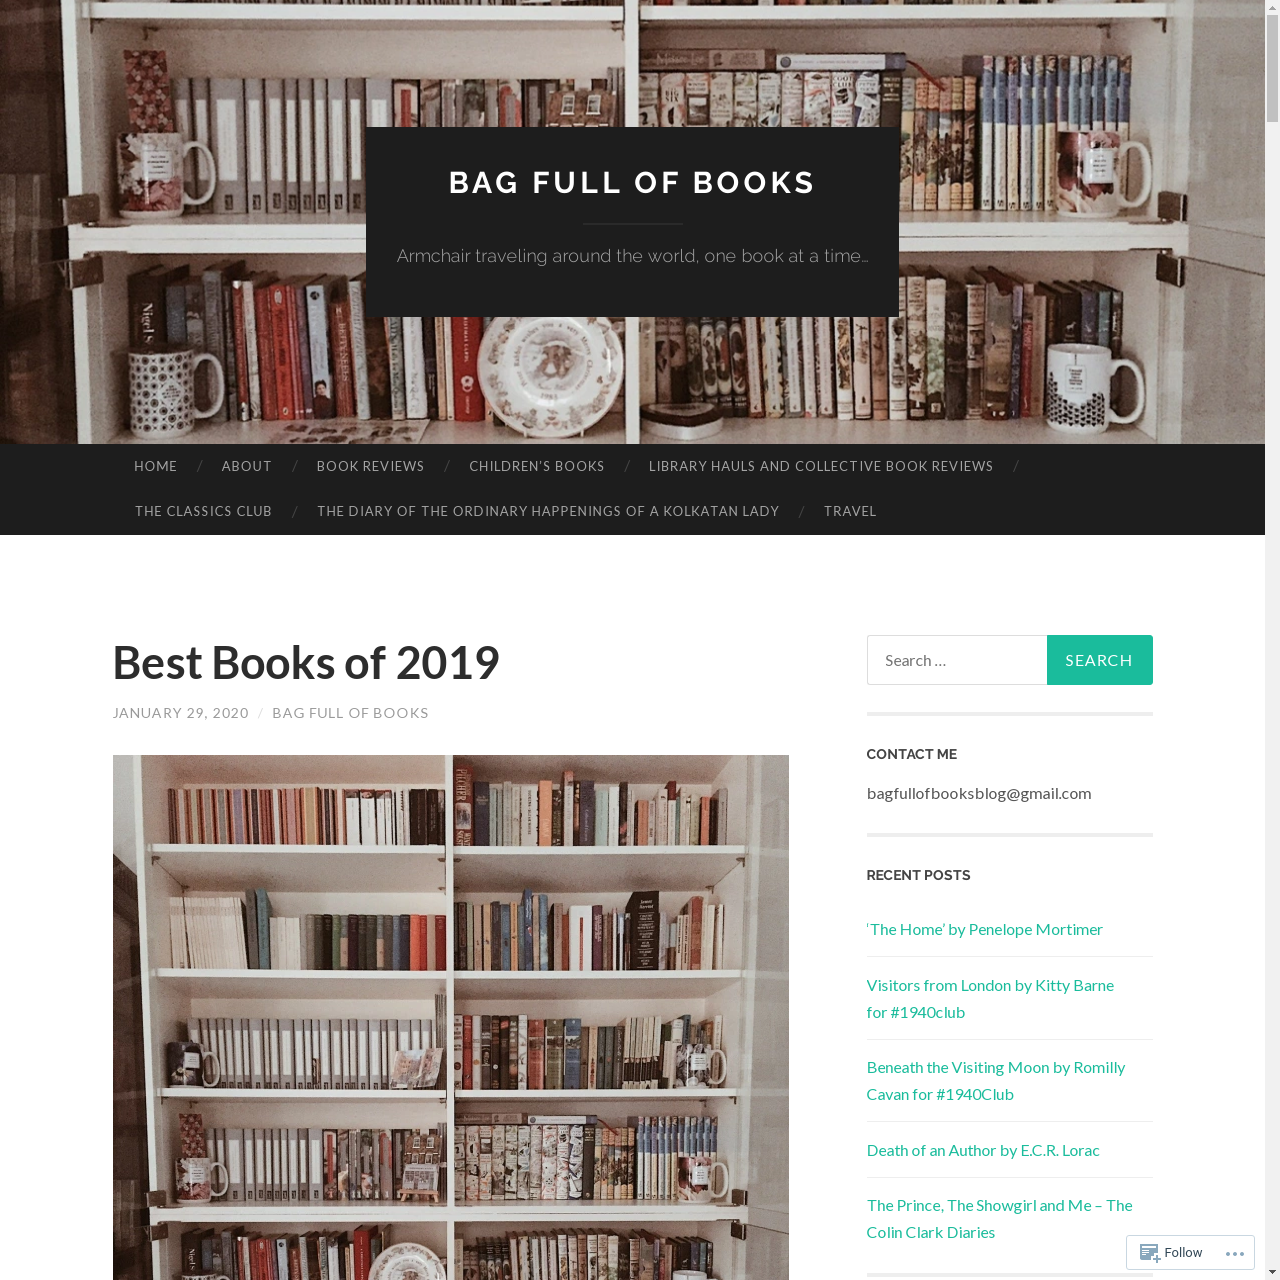 BAG FULL OF BOOKS
Armchair traveling around the world, one book at a time…
HOME / ABOUT / BOOK REVIEWS / CHILDREN'S BOOKS / LIBRARY HAULS AND COLLECTIVE BOOK REVIEWS /
THE CLASSICS CLUB / THE DIARY OF THE ORDINARY HAPPENINGS OF A KOLKATAN LADY / TRAVEL
Best Books of 2019
JANUARY 29, 2020 / BAG FULL OF BOOKS
Search …
SEARCH
CONTACT ME
bagfullofbooksblog@gmail.com
RECENT POSTS
‘The Home’ by Penelope Mortimer
Visitors from London by Kitty Barne
for #1940club
Beneath the Visiting Moon by Romilly
Cavan for #1940Club
Death of an Author by E.C.R. Lorac
The Prince, The Showgirl and Me – The
Colin Clark Diaries
Follow